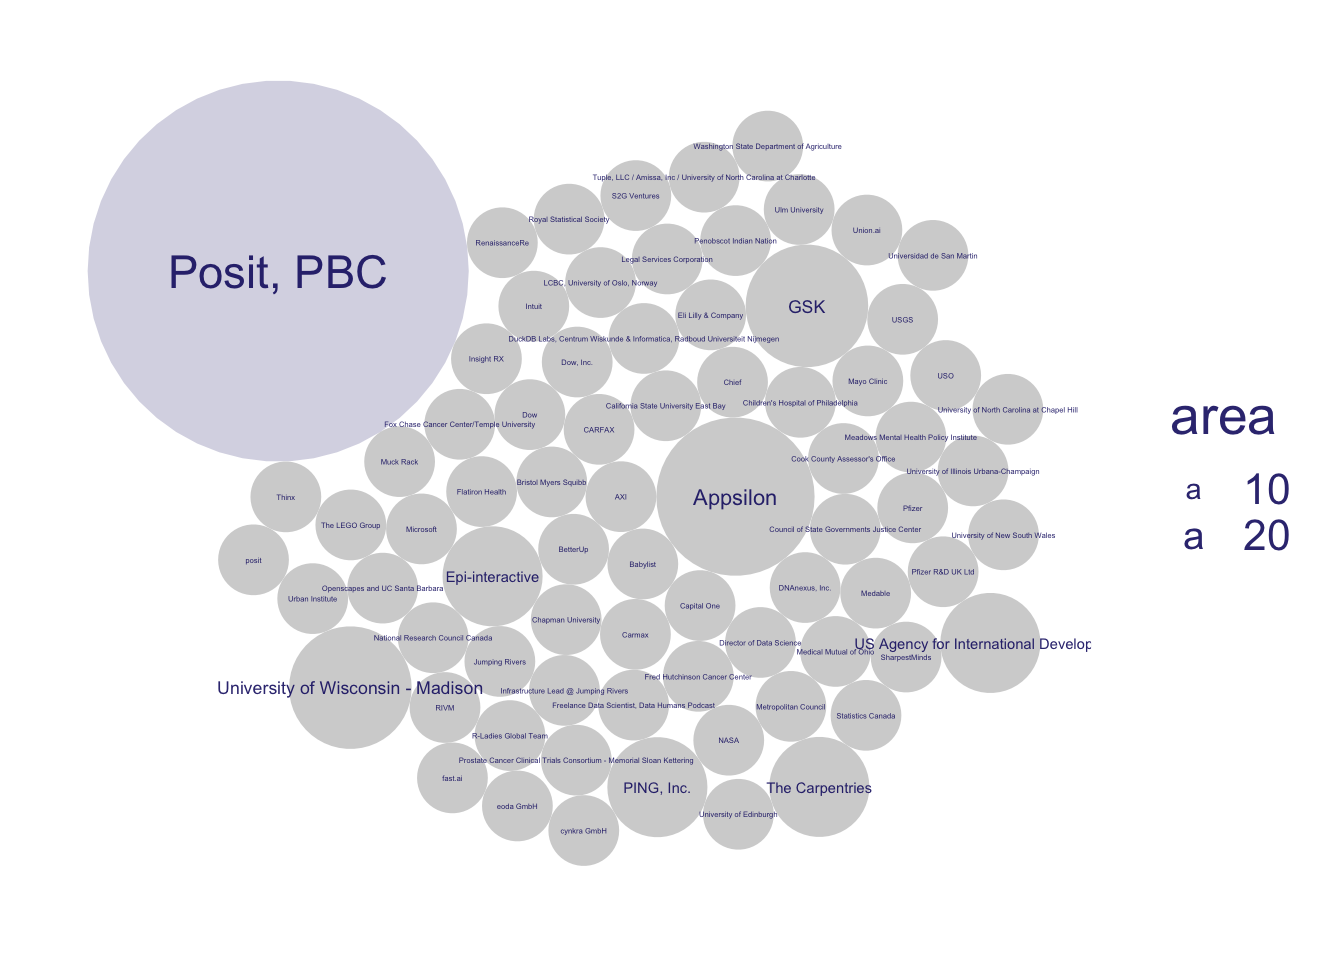 Washington State Department of Agriculture
Tuple, LLC / Amissa, Inc / University of North Carolina at Charlotte
S2G Ventures
Ulm University
Royal Statistical Society
Union.ai
RenaissanceRe
Penobscot Indian Nation
Universidad de San Martin
Legal Services Corporation
Posit, PBC
LCBC, University of Oslo, Norway
Intuit
GSK
Eli Lilly & Company
USGS
DuckDB Labs, Centrum Wiskunde & Informatica, Radboud Universiteit Nijmegen
Insight RX
Dow, Inc.
Chief
Mayo Clinic
USO
California State University East Bay
Children's Hospital of Philadelphia
University of North Carolina at Chapel Hill
area
Dow
Fox Chase Cancer Center/Temple University
CARFAX
Meadows Mental Health Policy Institute
Muck Rack
Cook County Assessor's Office
University of Illinois Urbana-Champaign
Bristol Myers Squibb
Flatiron Health
a 10
Thinx
AXI
Appsilon
Pfizer
The LEGO Group
Microsoft
Council of State Governments Justice Center
University of New South Wales
a 20
BetterUp
posit
Babylist
Pfizer R&D UK Ltd
Epi-interactive
Openscapes and UC Santa Barbara
DNAnexus, Inc.
Medable
Urban Institute
Capital One
Chapman University
National Research Council Canada
Carmax
Director of Data Science
US Agency for International Develop
Medical Mutual of Ohio
SharpestMinds
Jumping Rivers
Fred Hutchinson Cancer Center
University of Wisconsin - Madison
Infrastructure Lead @ Jumping Rivers
Freelance Data Scientist, Data Humans Podcast
RIVM
Metropolitan Council
Statistics Canada
R-Ladies Global Team
NASA
Prostate Cancer Clinical Trials Consortium - Memorial Sloan Kettering
fast.ai
PING, Inc.
The Carpentries
eoda GmbH
University of Edinburgh
cynkra GmbH